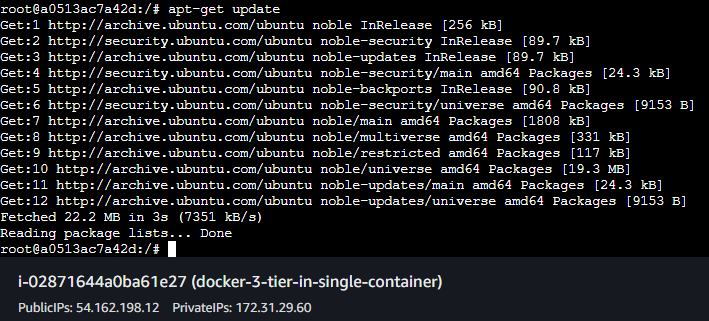 root@a0513ac7a42d:/# apt-get update
Get:1 http://archive.ubuntu.com/ubuntu noble InRelease [256 kB]
Get:2 http://security.ubuntu.com/ubuntu noble-security InRelease [89.7 kB]
Get:3 http://archive.ubuntu.com/ubuntu noble-updates InRelease [89.7 kB]
Get:4 http://security.ubuntu.com/ubuntu noble-security/main amd64 Packages [24.3 kB]
Get:5 http://archive.ubuntu.com/ubuntu noble-backports InRelease [90.8 kB]
Get:6 http://security.ubuntu.com/ubuntu noble-security/universe amd64 Packages [9153 B]
Get:7 http://archive.ubuntu.com/ubuntu noble/main amd64 Packages [1808 kB]
Get:8 http://archive.ubuntu.com/ubuntu noble/multiverse amd64 Packages [331 kB]
Get:9 http://archive.ubuntu.com/ubuntu noble/restricted amd64 Packages [117 kB]
Get:10 http://archive.ubuntu.com/ubuntu noble/universe amd64 Packages [19.3 MB]
Get:11 http://archive.ubuntu.com/ubuntu noble-updates/main amd64 Packages [24.3 kB]
Get:12 http://archive.ubuntu.com/ubuntu noble-updates/universe amd64 Packages [9153 B]
Fetched 22.2 MB in 3s (7351 kB/s)
Reading package lists... Done
root@a0513ac7a42d:/#
i-02871644a0ba61e27 (docker-3-tier-in-single-container)
PublicIPs: 54.162.198.12 PrivateIPs: 172.31.29.60